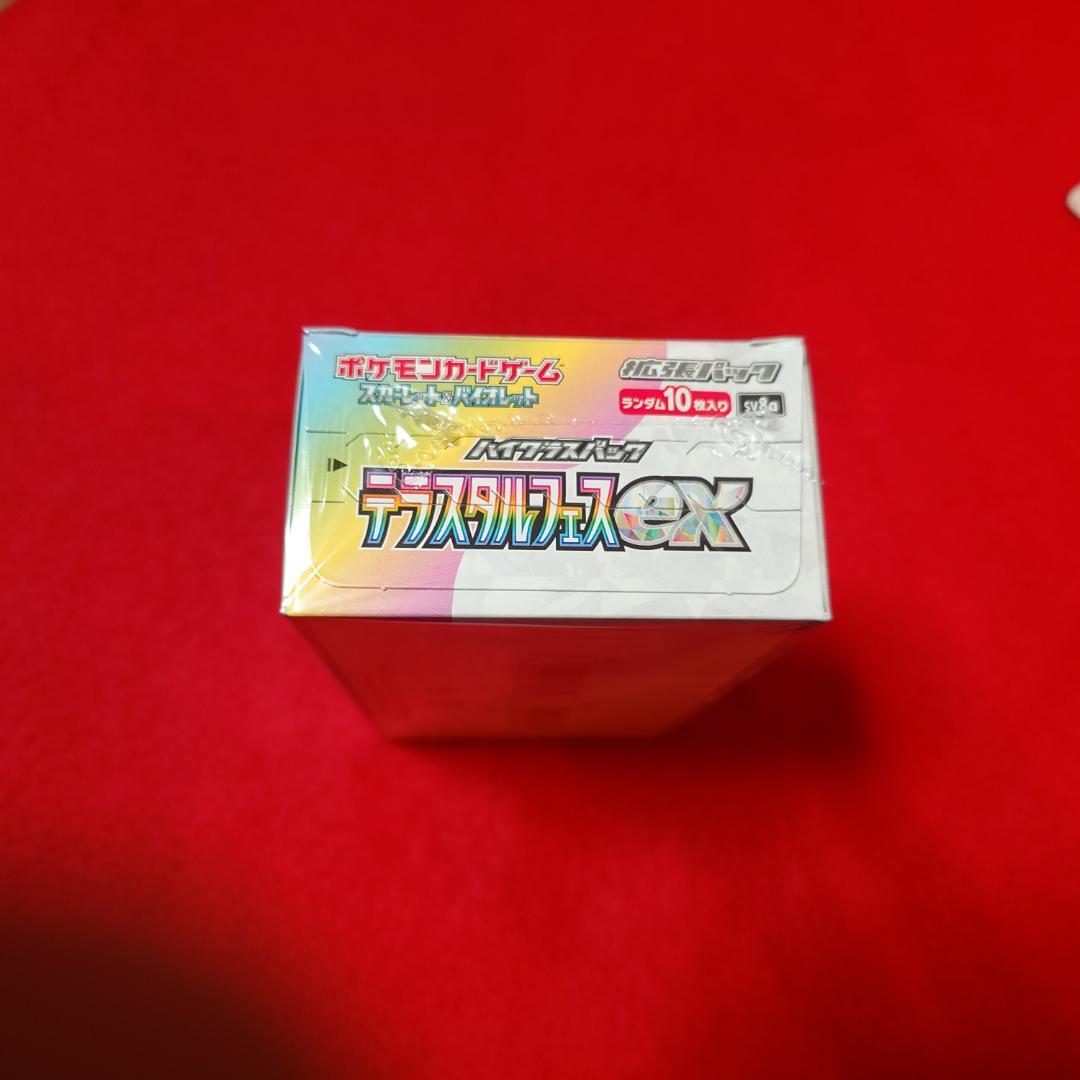 ポケモンカードゲーム
スカーレット&バイオレット
拡張パック
ランダム10枚入り sv8a
ハイクラスパック
テラスタルフェスex